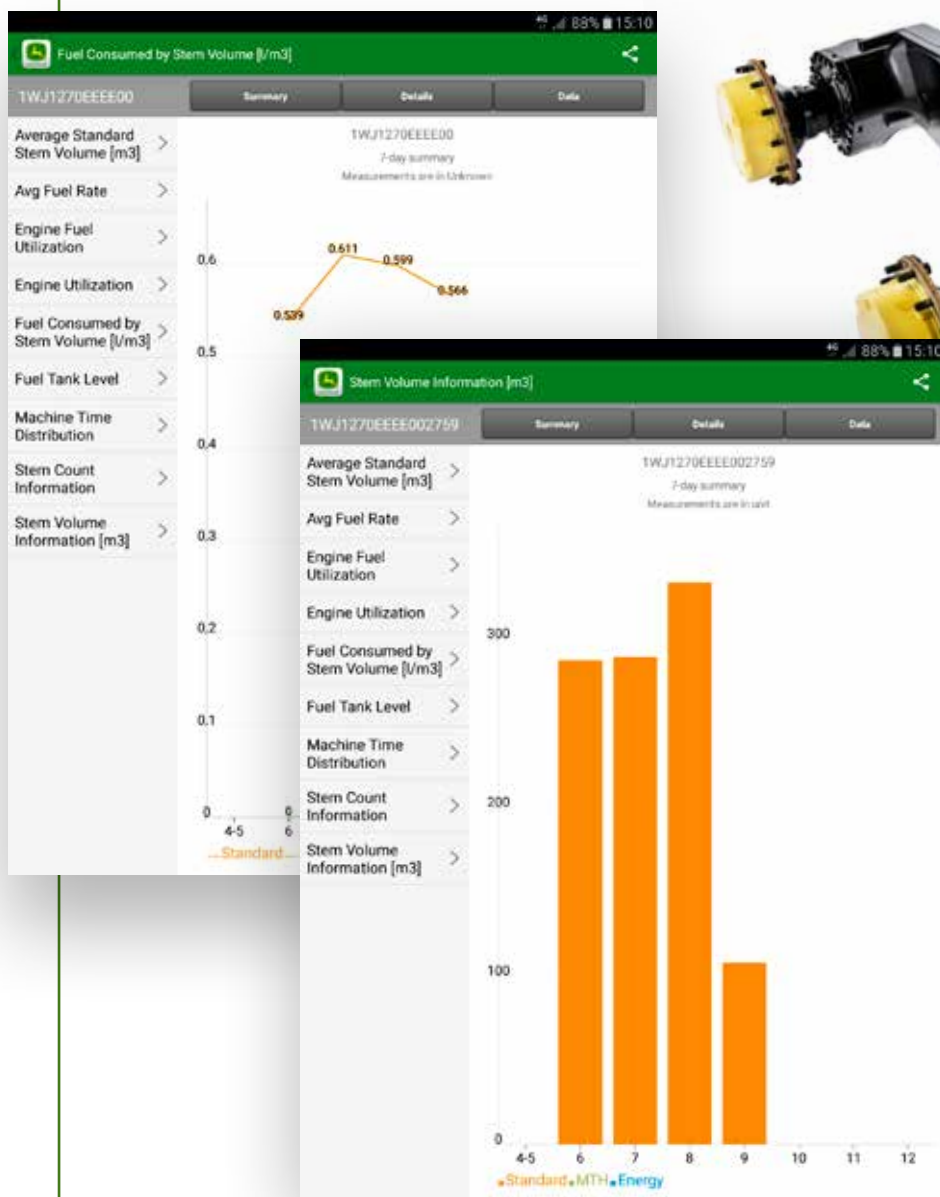 4G 88% 15:10
Fuel Consumed by Stem Volume [l/m3]
1WJ1270EEEE00
Summary
Details
Data
Average Standard
Stem Volume [m3]
Avg Fuel Rate
Engine Fuel
Utilization
Engine Utilization
Fuel Consumed by
Stem Volume [l/m3]
Fuel Tank Level
Machine Time
Distribution
Stem Count
Information
Stem Volume
Information [m3]
1WJ1270EEEE00
7-day summary
Measurements are in Unknown
0.6
0.5
0.4
0.3
0.2
0.1
0
0.539
0.611
0.599
0.566
0
4-5
6
Standard
4G 88% 15:10
Stem Volume Information [m3]
1WJ1270EEEE002759
Summary
Details
Data
Average Standard
Stem Volume [m3]
Avg Fuel Rate
Engine Fuel
Utilization
Engine Utilization
Fuel Consumed by
Stem Volume [l/m3]
Fuel Tank Level
Machine Time
Distribution
Stem Count
Information
Stem Volume
Information [m3]
1WJ1270EEEE002759
7-day summary
Measurements are in unit
300
200
100
0
4-5 6 7 8 9 10 11 12
Standard MTH Energy